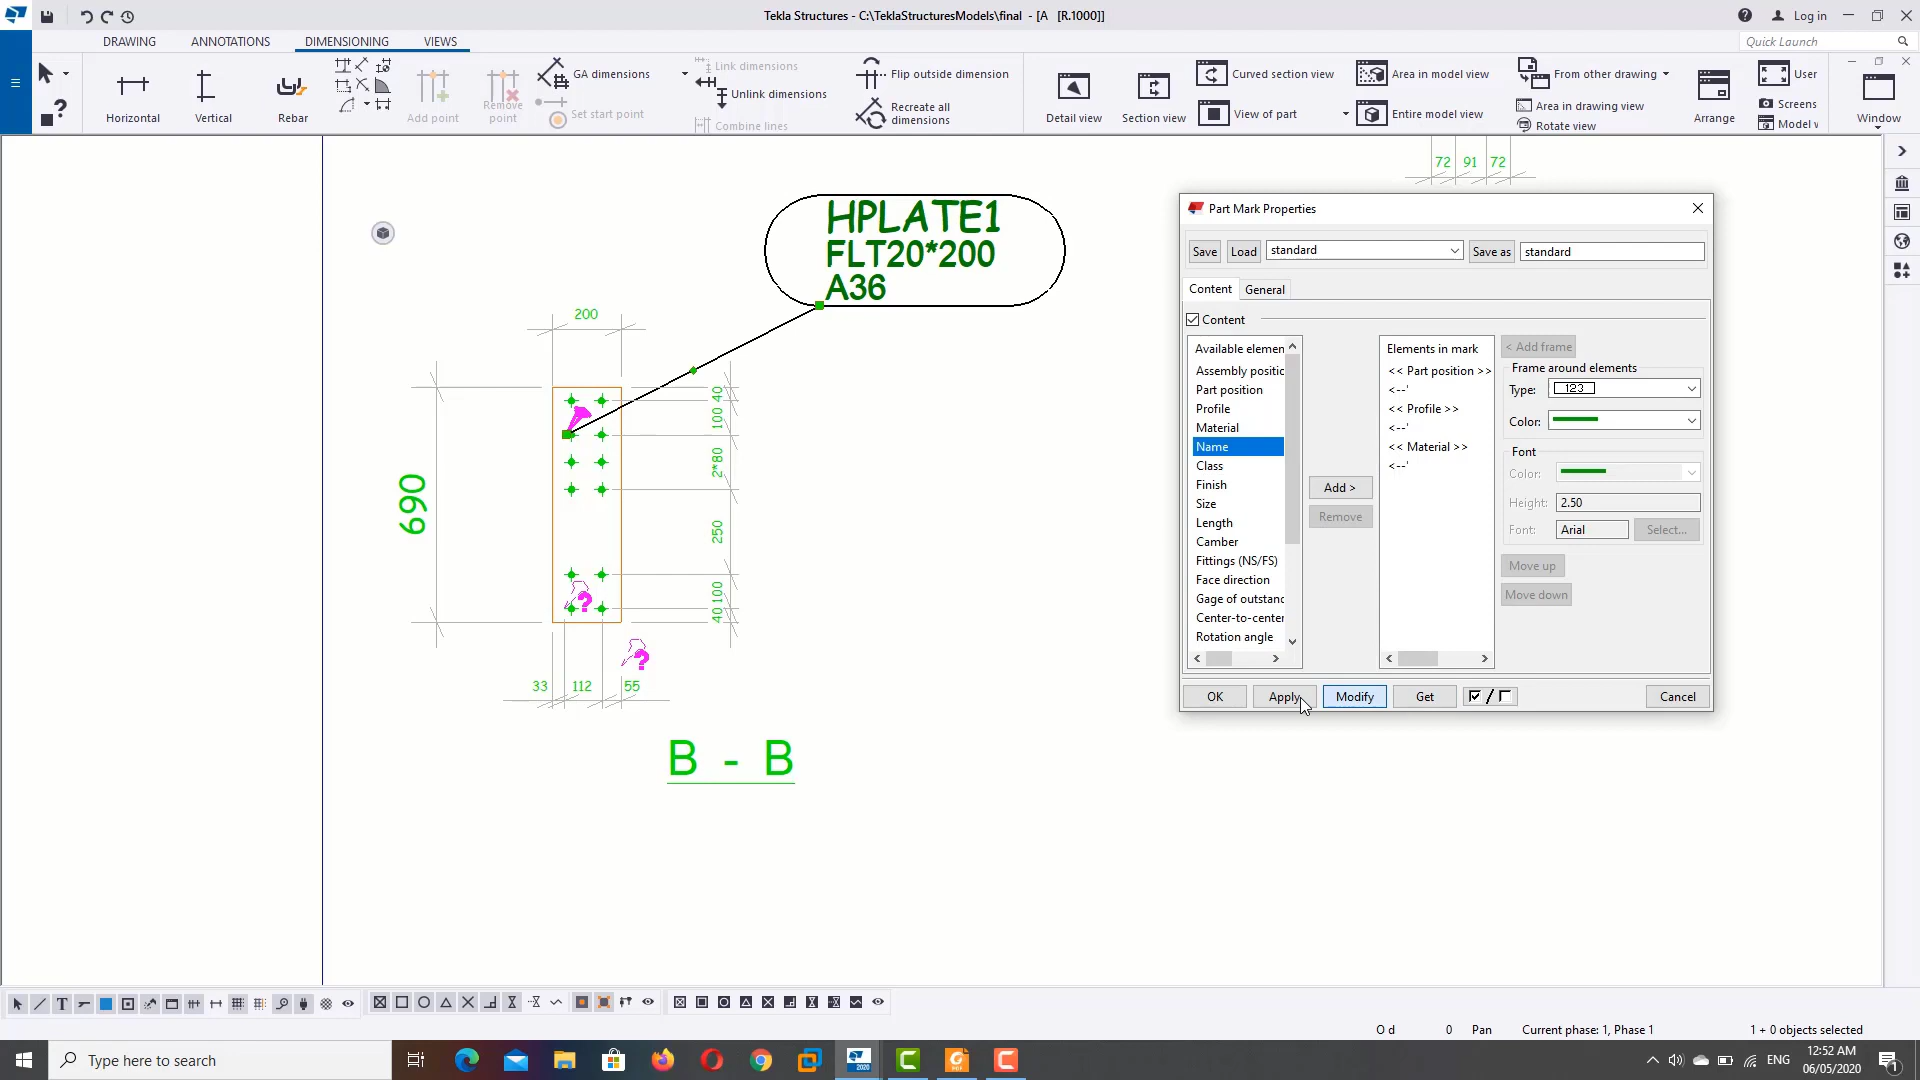 Tekla Structures - C:\TeklaStructuresModels\final - [A [R.1000]]
Log in
DRAWING
ANNOTATIONS
DIMENSIONING
VIEWS
Quick Launch
Horizontal
Vertical
Rebar
Add point
Remove point
GA dimensions
Set start point
Link dimensions
Unlink dimensions
Combine lines
Flip outside dimension
Recreate all dimensions
Detail view
Section view
Curved section view
View of part
Area in model view
Entire model view
From other drawing
Area in drawing view
Rotate view
Arrange
User
Screens
Model v
Window
72 91 72
HPLATE1
FLT20*200
A36
200
690
40
100
2*80
250
100
40
33 112 55
B - B
Part Mark Properties
Save
Load
standard
Save as
standard
Content
General
Content
Available elemen
Assembly positic
Part position
Profile
Material
Name
Class
Finish
Size
Length
Camber
Fittings (NS/FS)
Face direction
Gage of outstanc
Center-to-center
Rotation angle
Add >
Remove
Elements in mark
<< Part position >>
<--'
<< Profile >>
<--'
<< Material >>
<--'
< Add frame
Frame around elements
Type: 123
Color:
Font
Color:
Height: 2.50
Font: Arial Select...
Move up
Move down
OK
Apply
Modify
Get
Cancel
O d
0
Pan
Current phase: 1, Phase 1
1 + 0 objects selected
Type here to search
2020
ENG
12:52 AM
06/05/2020
1